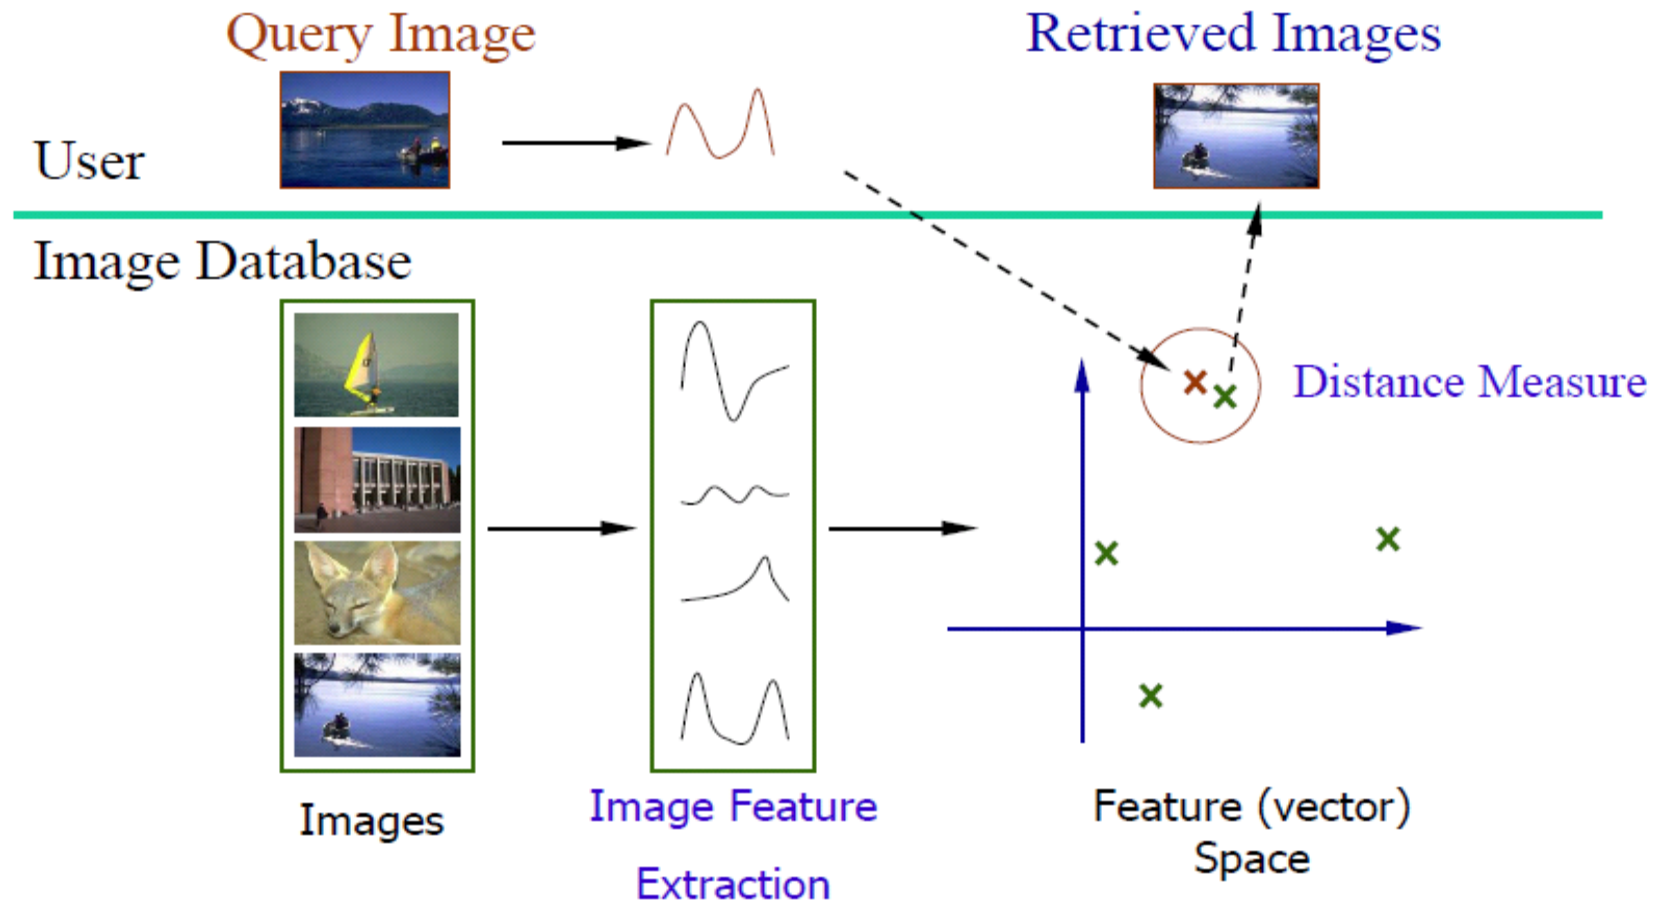 Query Image
Retrieved Images
User
Image Database
Distance Measure
Images
Image Feature
Extraction
Feature (vector)
Space